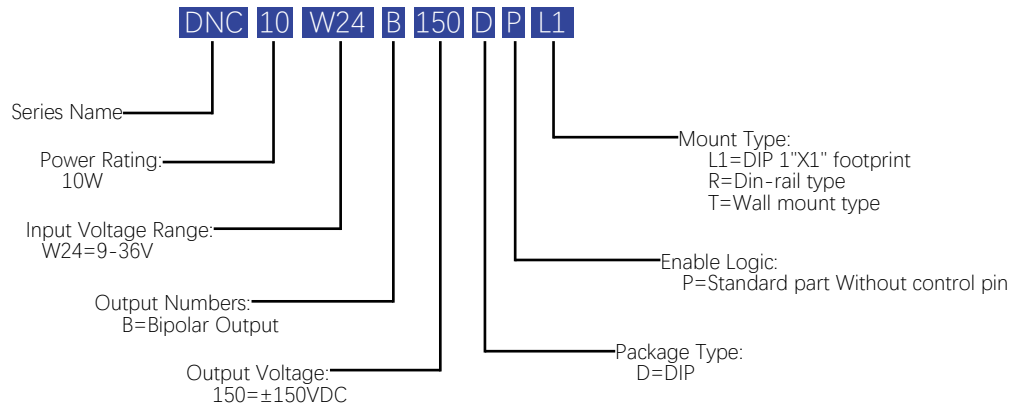 DNC 10 W24 B 150 D P L1
Series Name
Power Rating:
10W
Input Voltage Range:
W24=9-36V
Output Numbers:
B=Bipolar Output
Output Voltage:
150=±150VDC
Mount Type:
L1=DIP 1"X1" footprint
R=Din-rail type
T=Wall mount type
Enable Logic:
P=Standard part Without control pin
Package Type:
D=DIP